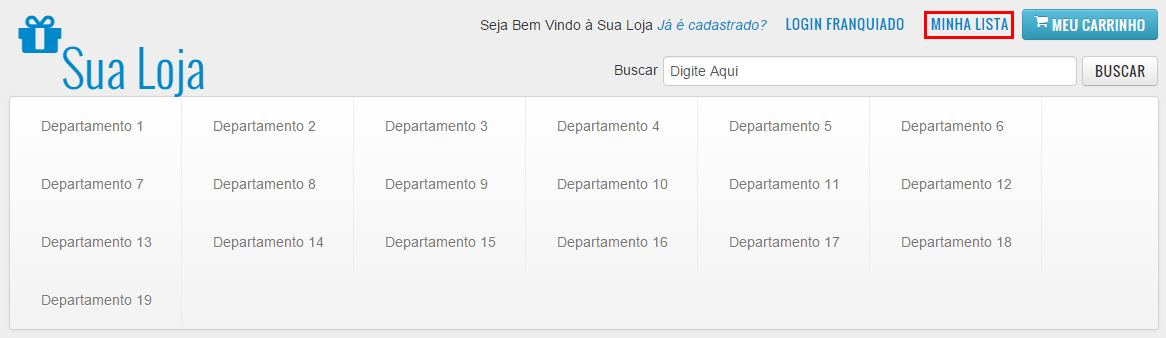 Seja Bem Vindo à Sua Loja Já é cadastrado? LOGIN FRANQUIADO MINHA LISTA MEU CARRINHO
Sua Loja
Buscar Digite Aqui BUSCAR
Departamento 1 Departamento 2 Departamento 3 Departamento 4 Departamento 5 Departamento 6
Departamento 7 Departamento 8 Departamento 9 Departamento 10 Departamento 11 Departamento 12
Departamento 13 Departamento 14 Departamento 15 Departamento 16 Departamento 17 Departamento 18
Departamento 19